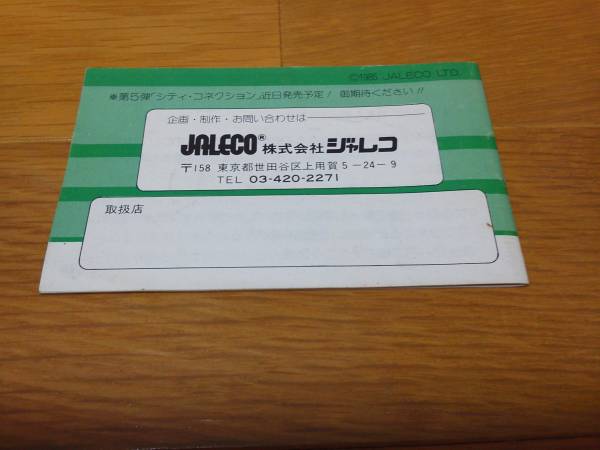 ©1985 JALECO LTD.
※第5弾「シティ・コネクション」近日発売予定! 御期待ください!!
企画・制作・お問い合わせは
JALECO® 株式会社 ジャレコ
〒158 東京都世田谷区上用賀5-24-9
TEL 03-420-2271
取扱店